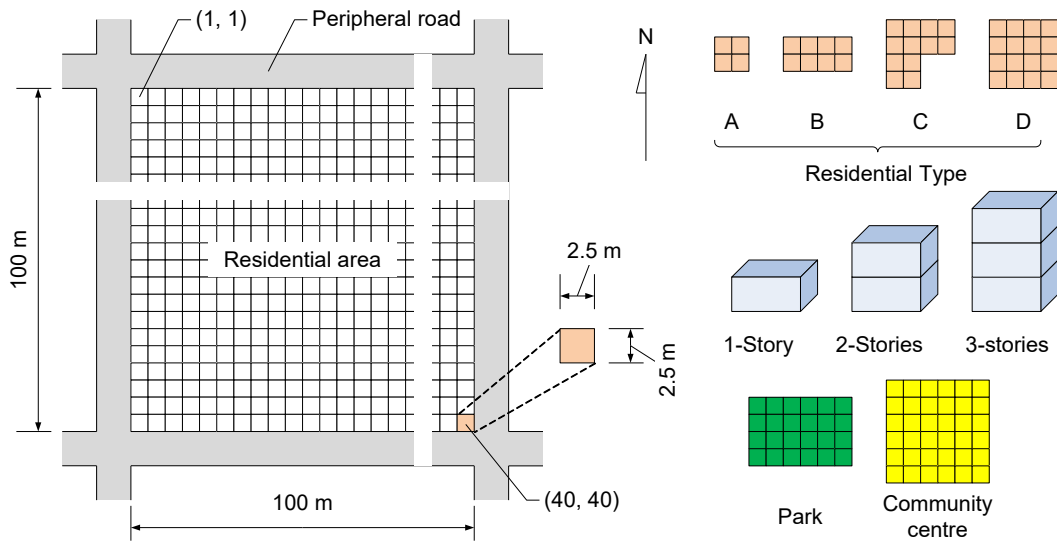 (1, 1)
Peripheral road
N
A
B
C
D
Residential Type
100 m
Residential area
2.5 m
2.5 m
1-Story
2-Stories
3-stories
(40, 40)
100 m
Park
Community
centre